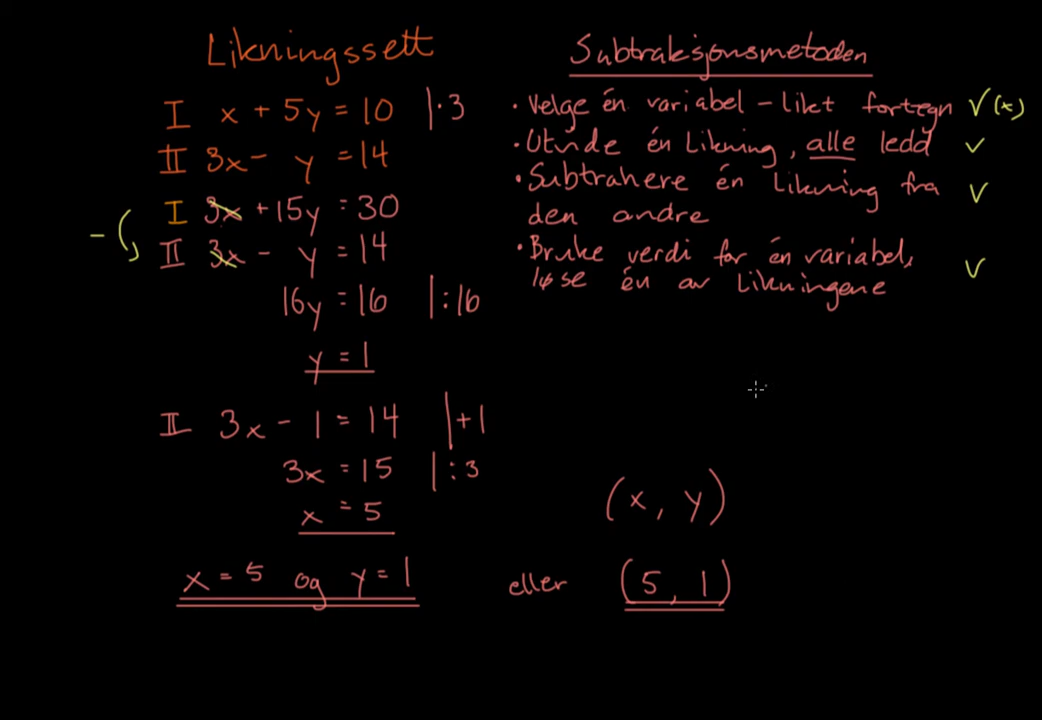 Likningssett
I x + 5y = 10 |·3
II 3x - y = 14
I 3x + 15y = 30
-( II 3x - y = 14
16y = 16 |:16
y = 1
II 3x - 1 = 14 |+1
3x = 15 |:3
x = 5
x = 5 og y = 1 eller (5, 1)
(x, y)
Subtraksjonsmetoden
· Velge én variabel - likt fortegn √(x)
· Utvide én likning, alle ledd √
· Subtrahere én likning fra √
den andre
· Bruke verdi for én variabel, √
løse én av likningene